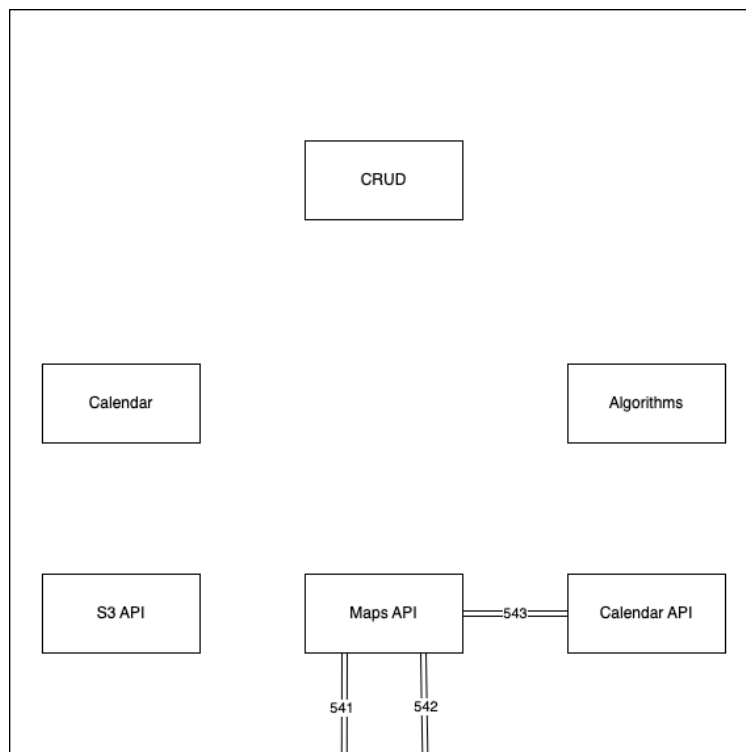 CRUD
Calendar
Algorithms
S3 API
Maps API
543
Calendar API
541
542